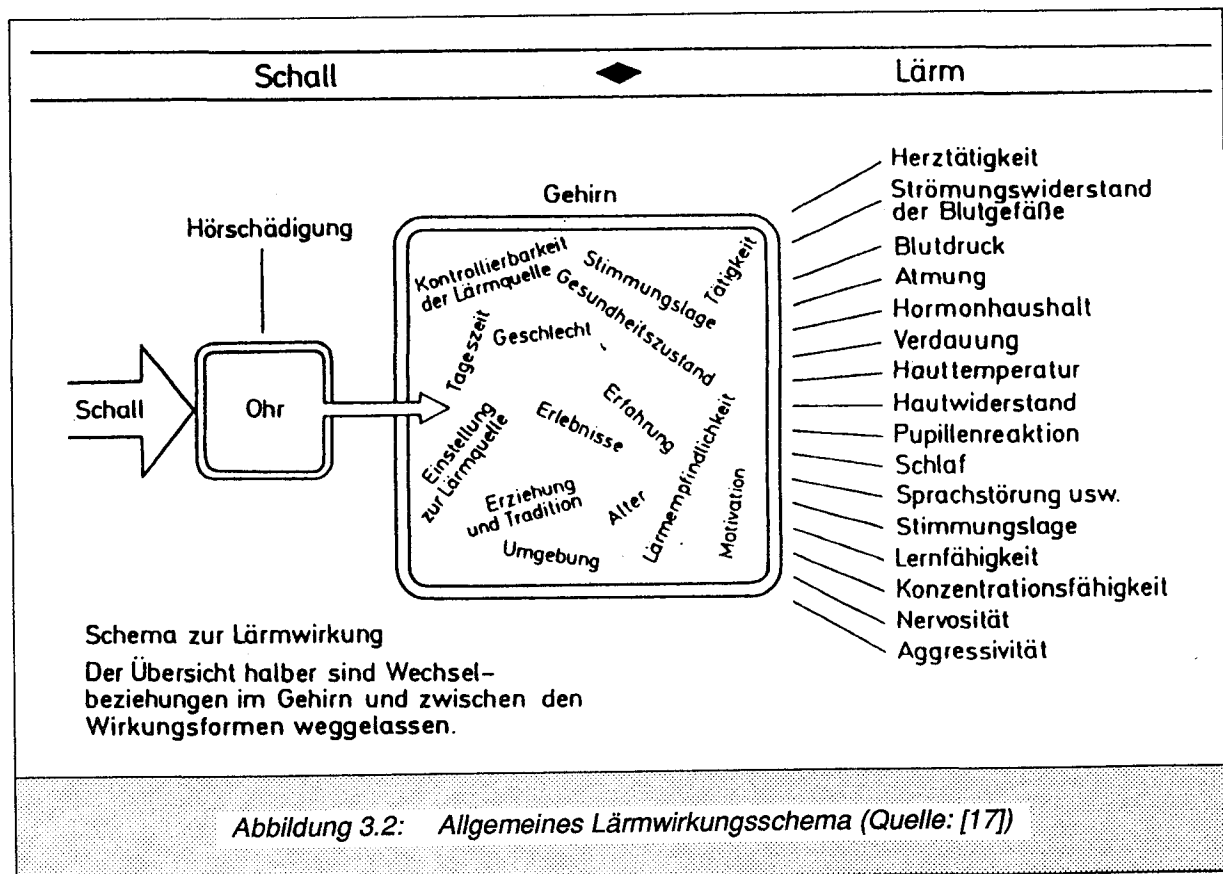 Schall Lärm
Hörschädigung
Schall
Ohr
Gehirn
Kontrollierbarkeit
der Lärmquelle
Stimmungslage
Tätigkeit
Gesundheitszustand
Tageszeit
Geschlecht
Einstellung
zur Lärmquelle
Erlebnisse
Erfahrung
Erziehung
und Tradition
Alter
Lärmempfindlichkeit
Motivation
Umgebung
Herztätigkeit
Strömungswiderstand
der Blutgefäße
Blutdruck
Atmung
Hormonhaushalt
Verdauung
Hauttemperatur
Hautwiderstand
Pupillenreaktion
Schlaf
Sprachstörung usw.
Stimmungslage
Lernfähigkeit
Konzentrationsfähigkeit
Nervosität
Aggressivität
Schema zur Lärmwirkung
Der Übersicht halber sind Wechsel-
beziehungen im Gehirn und zwischen den
Wirkungsformen weggelassen.
Abbildung 3.2: Allgemeines Lärmwirkungsschema (Quelle: [17])